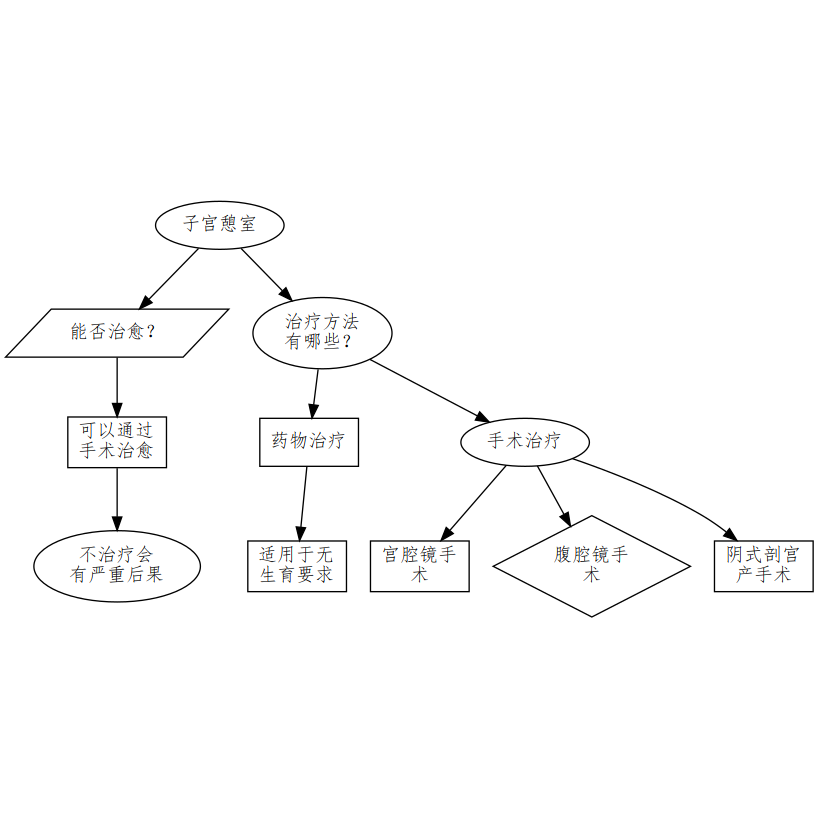 子宫憩室
能否治愈？
治疗方法
有哪些？
可以通过
手术治愈
药物治疗
手术治疗
不治疗会
有严重后果
适用于无
生育要求
宫腔镜手
术
腹腔镜手
术
阴式剖宫
产手术